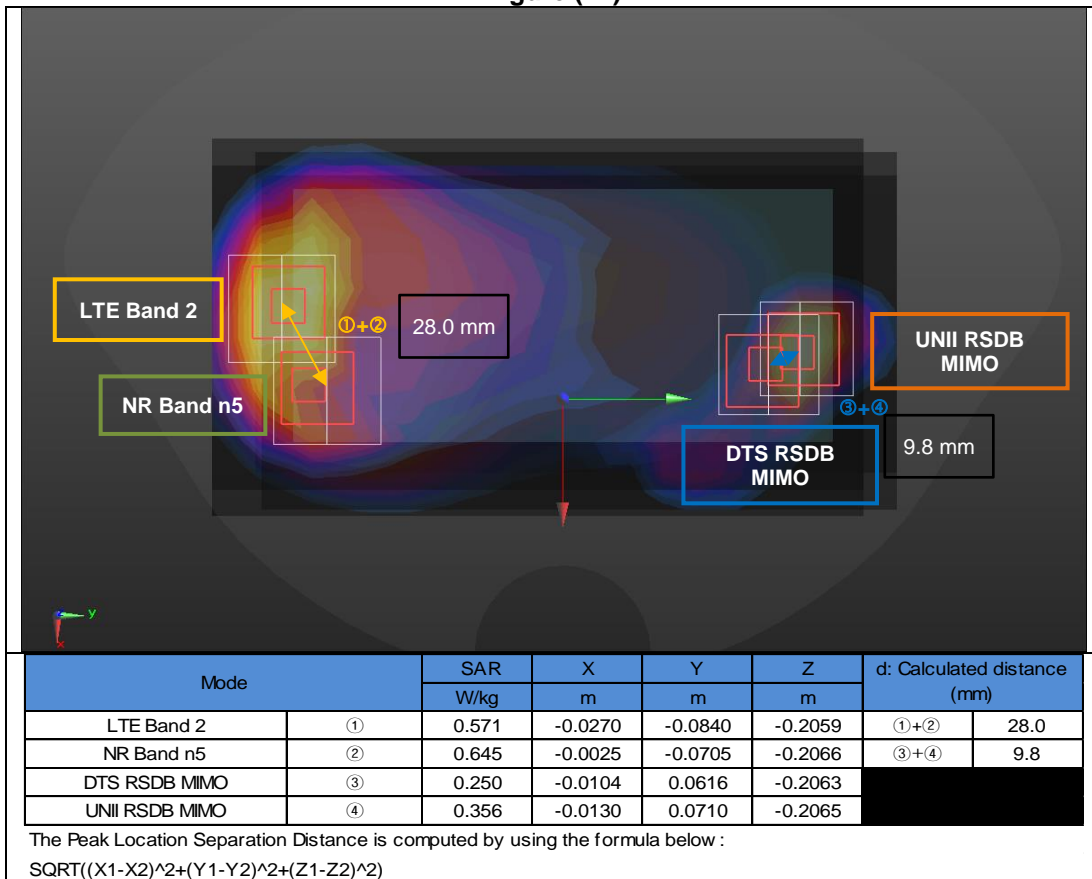 LTE Band 2
①+②
28.0 mm
NR Band n5
UNII RSDB
MIMO
③+④
DTS RSDB
MIMO
9.8 mm
y
x
Mode SAR X Y Z d: Calculated distance
W/kg m m m (mm)
LTE Band 2 ① 0.571 -0.0270 -0.0840 -0.2059 ①+② 28.0
NR Band n5 ② 0.645 -0.0025 -0.0705 -0.2066 ③+④ 9.8
DTS RSDB MIMO ③ 0.250 -0.0104 0.0616 -0.2063
UNII RSDB MIMO ④ 0.356 -0.0130 0.0710 -0.2065
The Peak Location Separation Distance is computed by using the formula below :
SQRT((X1-X2)^2+(Y1-Y2)^2+(Z1-Z2)^2)